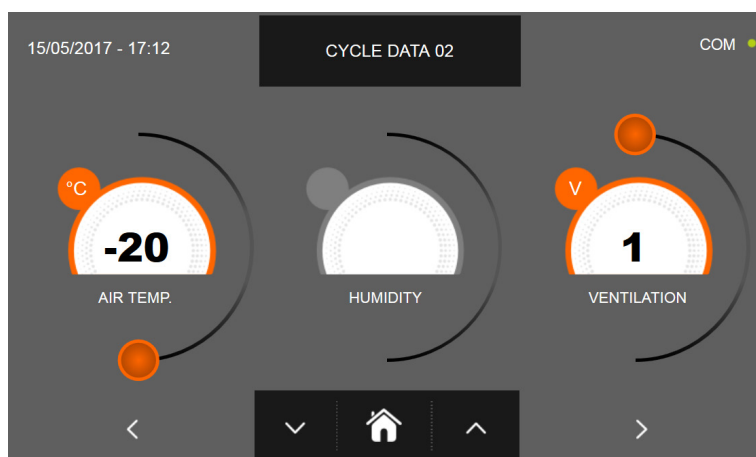 15/05/2017 - 17:12
CYCLE DATA 02
COM
°C
-20
AIR TEMP.
HUMIDITY
V
1
VENTILATION